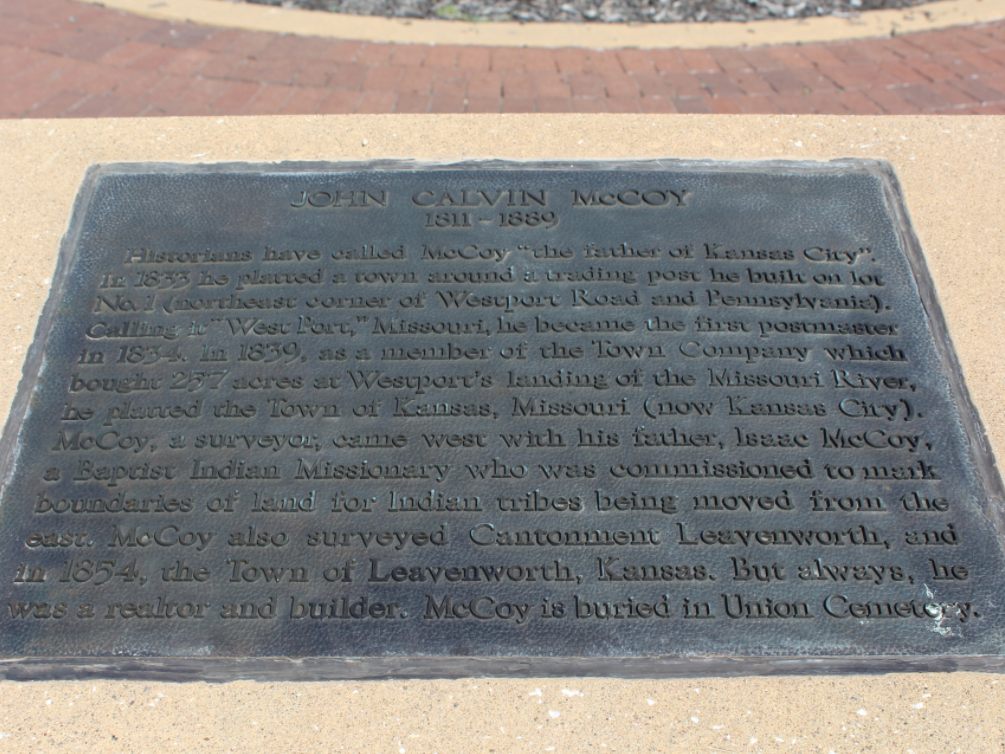 JOHN CALVIN McCOY
1811 - 1889
Historians have called McCoy "the father of Kansas City".
In 1833 he platted a town around a trading post he built on lot
No. 1 (northeast corner of Westport Road and Pennsylvania).
Calling it "West Port," Missouri, he became the first postmaster
in 1834. In 1839, as a member of the Town Company which
bought 257 acres at Westport's landing of the Missouri River,
he platted the Town of Kansas, Missouri (now Kansas City).
McCoy, a surveyor, came west with his father, Isaac McCoy,
a Baptist Indian Missionary who was commissioned to mark
boundaries of land for Indian tribes being moved from the
east. McCoy also surveyed Cantonment Leavenworth, and
in 1854, the Town of Leavenworth, Kansas. But always, he
was a realtor and builder. McCoy is buried in Union Cemetery.